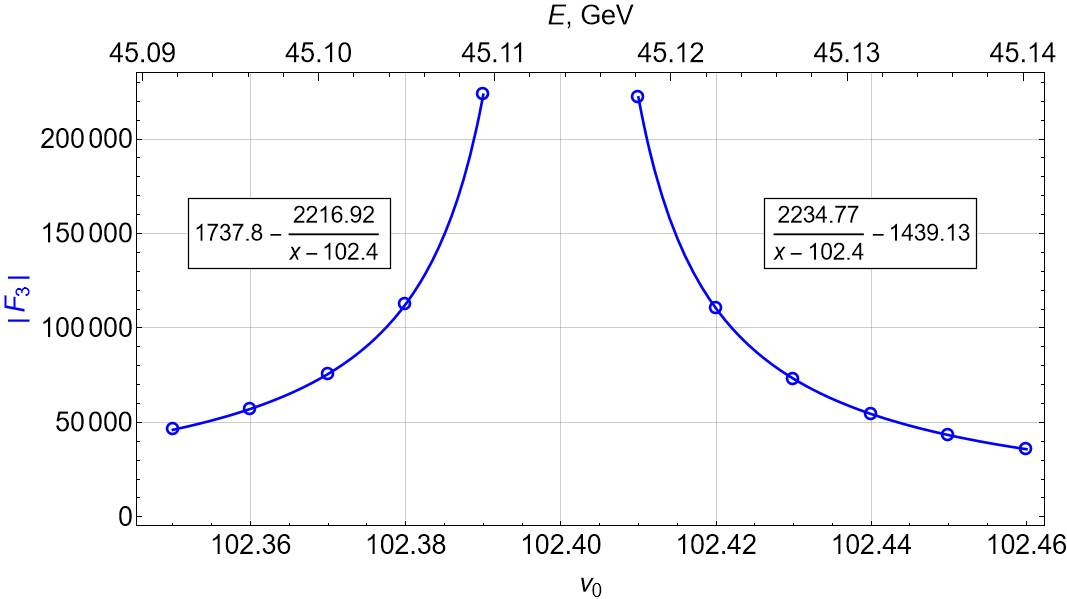 E, GeV
45.09 45.10 45.11 45.12 45.13 45.14
200 000
150 000
100 000
50 000
0
|F₃|
1737.8 − 2216.92 / (x − 102.4)
2234.77 / (x − 102.4) − 1439.13
102.36 102.38 102.40 102.42 102.44 102.46
ν₀